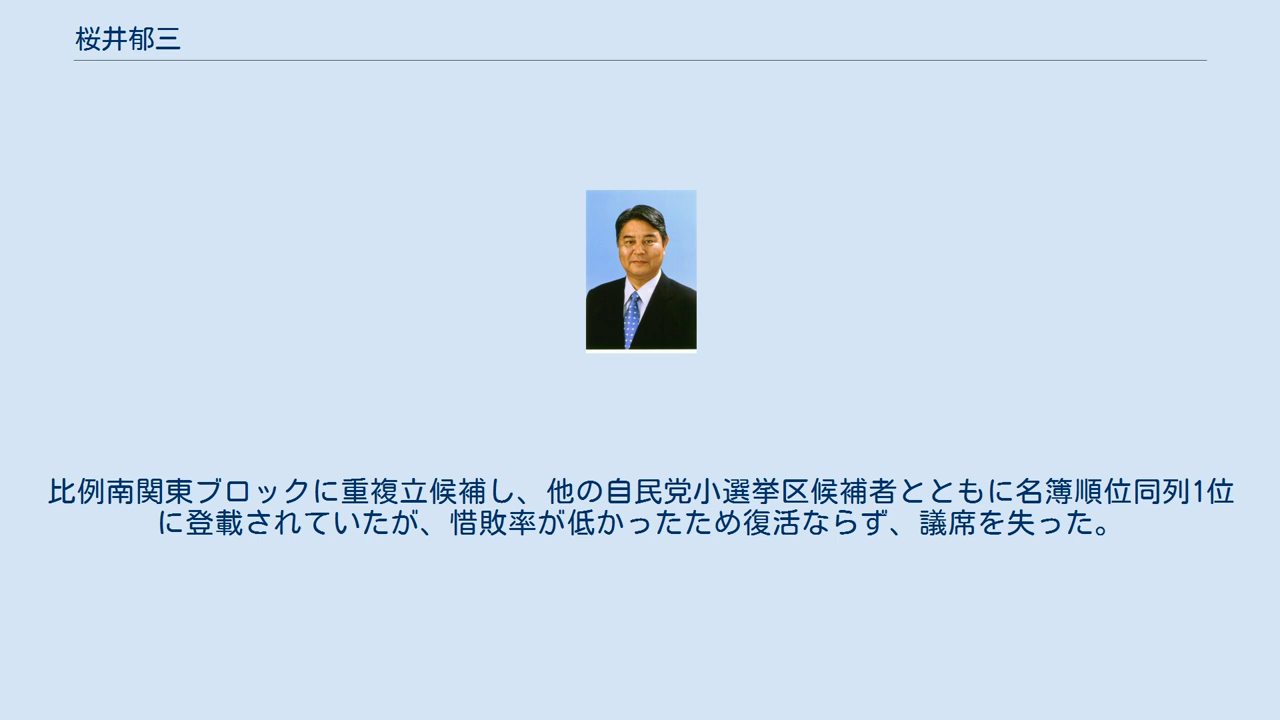 桜井郁三
比例南関東ブロックに重複立候補し、他の自民党小選挙区候補者とともに名簿順位同列1位
に登載されていたが、惜敗率が低かったため復活ならず、議席を失った。